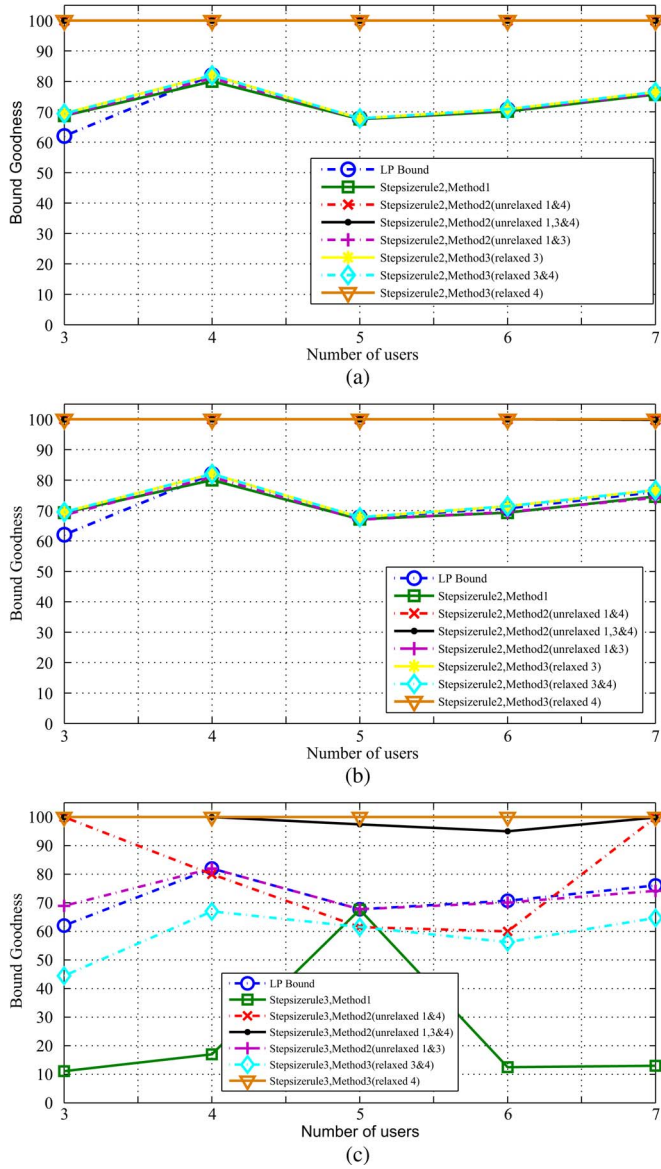 100
90
80
70
60
50
40
30
20
10
0
Bound Goodness
LP Bound
Stepsizerule2,Method1
Stepsizerule2,Method2(unrelaxed 1&4)
Stepsizerule2,Method2(unrelaxed 1,3&4)
Stepsizerule2,Method2(unrelaxed 1&3)
Stepsizerule2,Method3(relaxed 3)
Stepsizerule2,Method3(relaxed 3&4)
Stepsizerule2,Method3(relaxed 4)
3 4 5 6 7
Number of users
(a)
100
90
80
70
60
50
40
30
20
10
0
Bound Goodness
LP Bound
Stepsizerule2,Method1
Stepsizerule2,Method2(unrelaxed 1&4)
Stepsizerule2,Method2(unrelaxed 1,3&4)
Stepsizerule2,Method2(unrelaxed 1&3)
Stepsizerule2,Method3(relaxed 3)
Stepsizerule2,Method3(relaxed 3&4)
Stepsizerule2,Method3(relaxed 4)
3 4 5 6 7
Number of users
(b)
100
90
80
70
60
50
40
30
20
10
0
Bound Goodness
LP Bound
Stepsizerule3,Method1
Stepsizerule3,Method2(unrelaxed 1&4)
Stepsizerule3,Method2(unrelaxed 1,3&4)
Stepsizerule3,Method2(unrelaxed 1&3)
Stepsizerule3,Method3(relaxed 3&4)
Stepsizerule3,Method3(relaxed 4)
3 4 5 6 7
Number of users
(c)